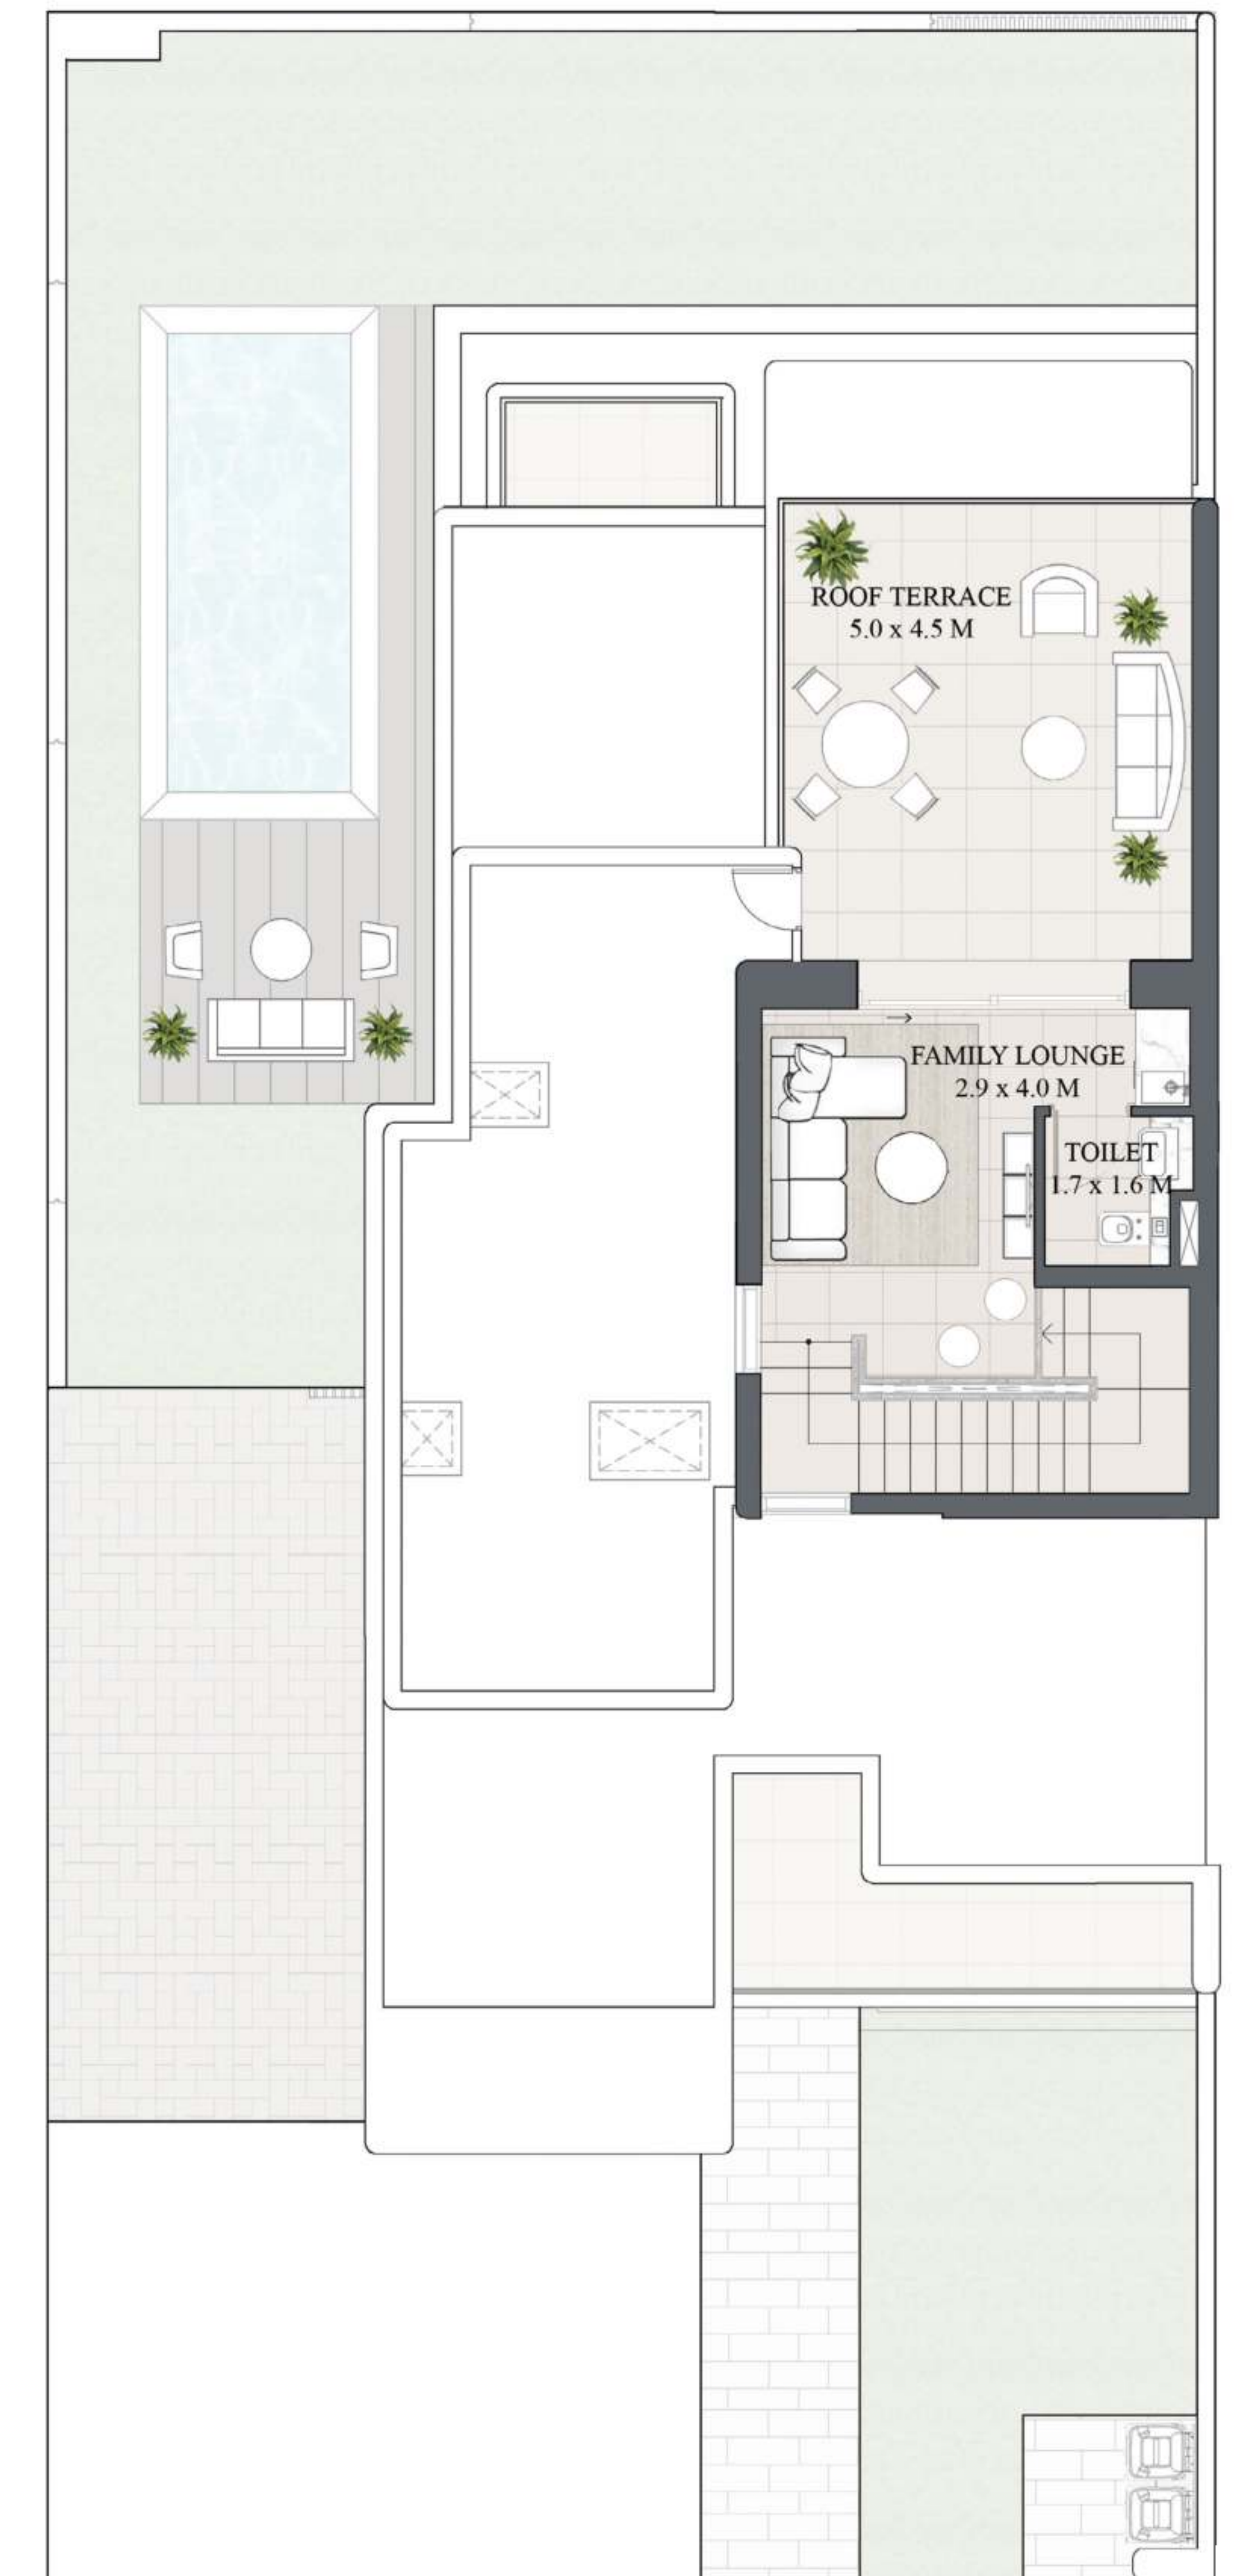 ROOF TERRACE
5.0 x 4.5 M
FAMILY LOUNGE
2.9 x 4.0 M
TOILET
1.7 x 1.6 M